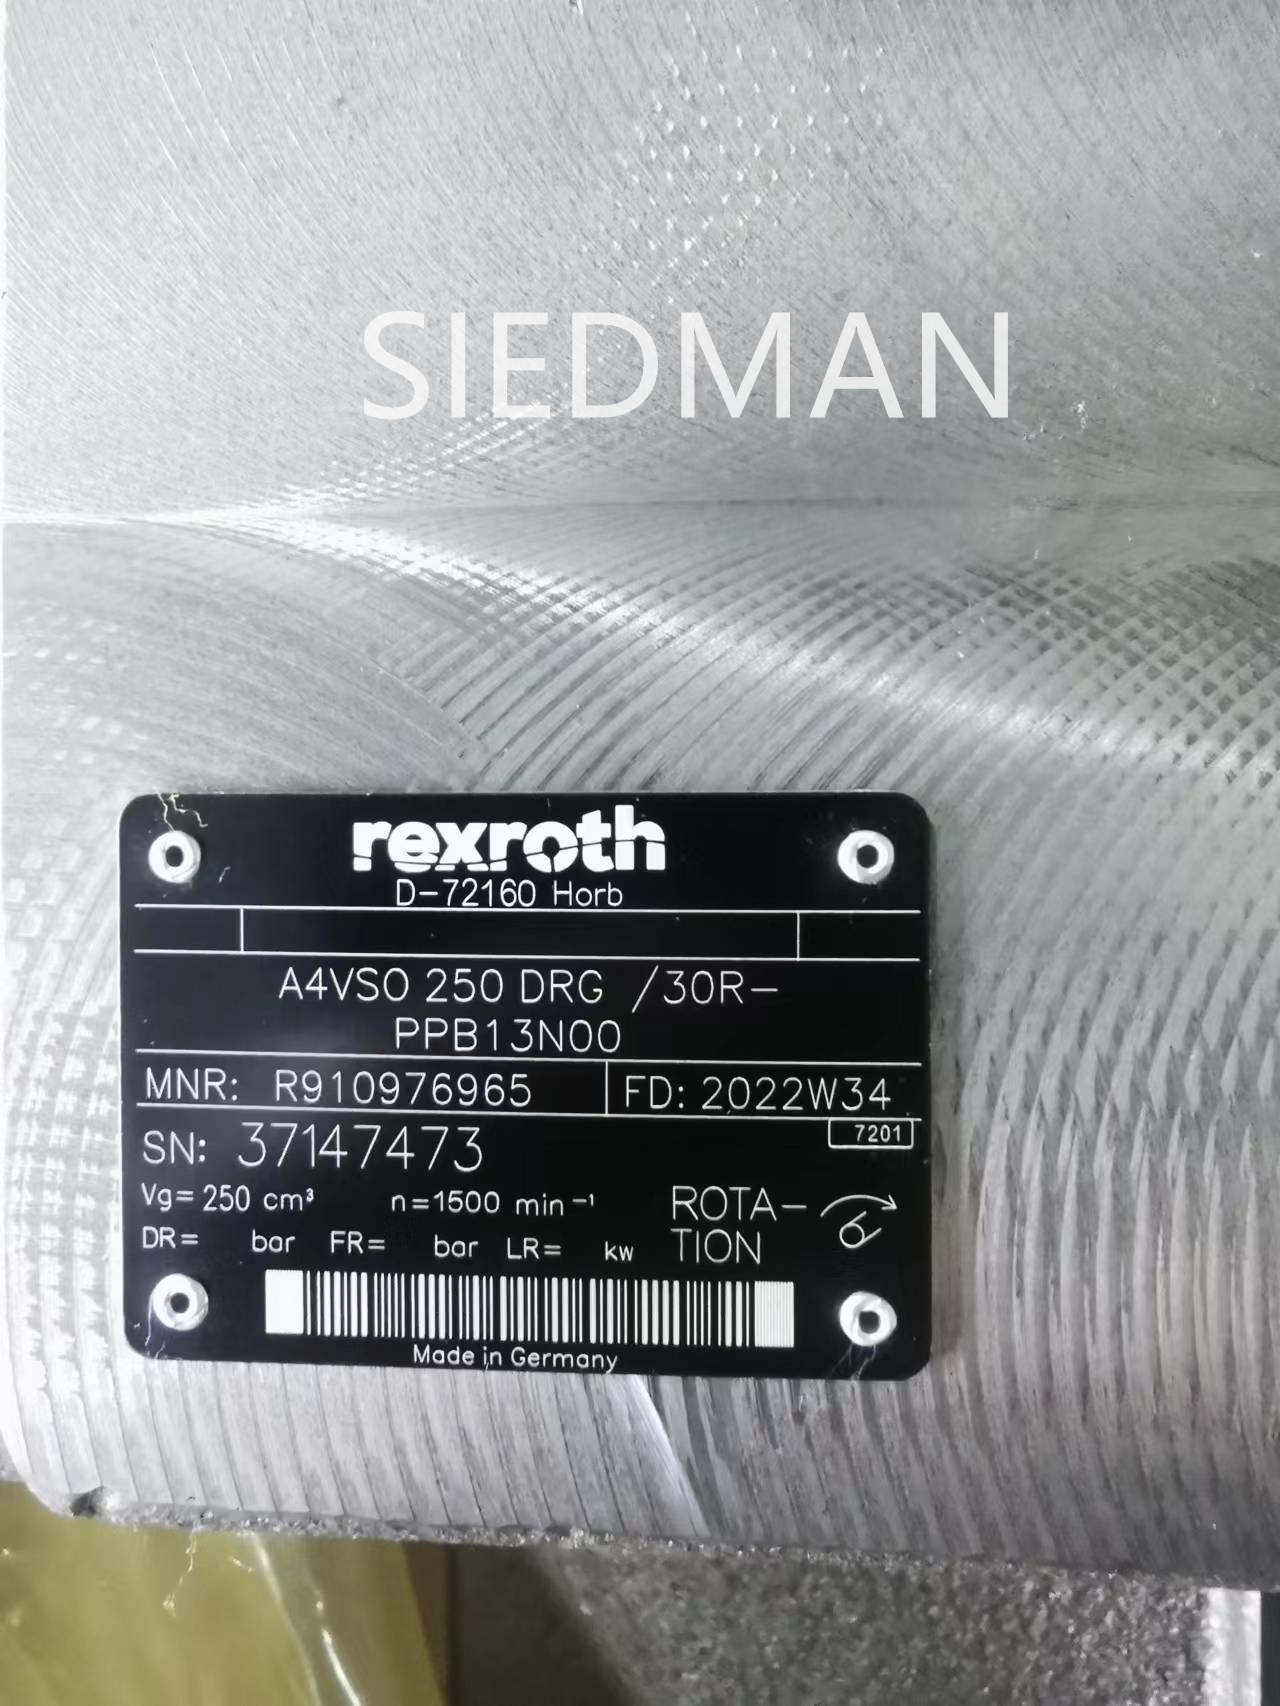 SIEDMAN
rexroth
D-72160 Horb
A4VSO 250 DRG /30R-
PPB13N00
MNR: R910976965 FD: 2022W34
7201
SN: 37147473
Vg= 250 cm³ n=1500 min⁻¹ ROTA-
DR= bar FR= bar LR= kw TION
Made in Germany